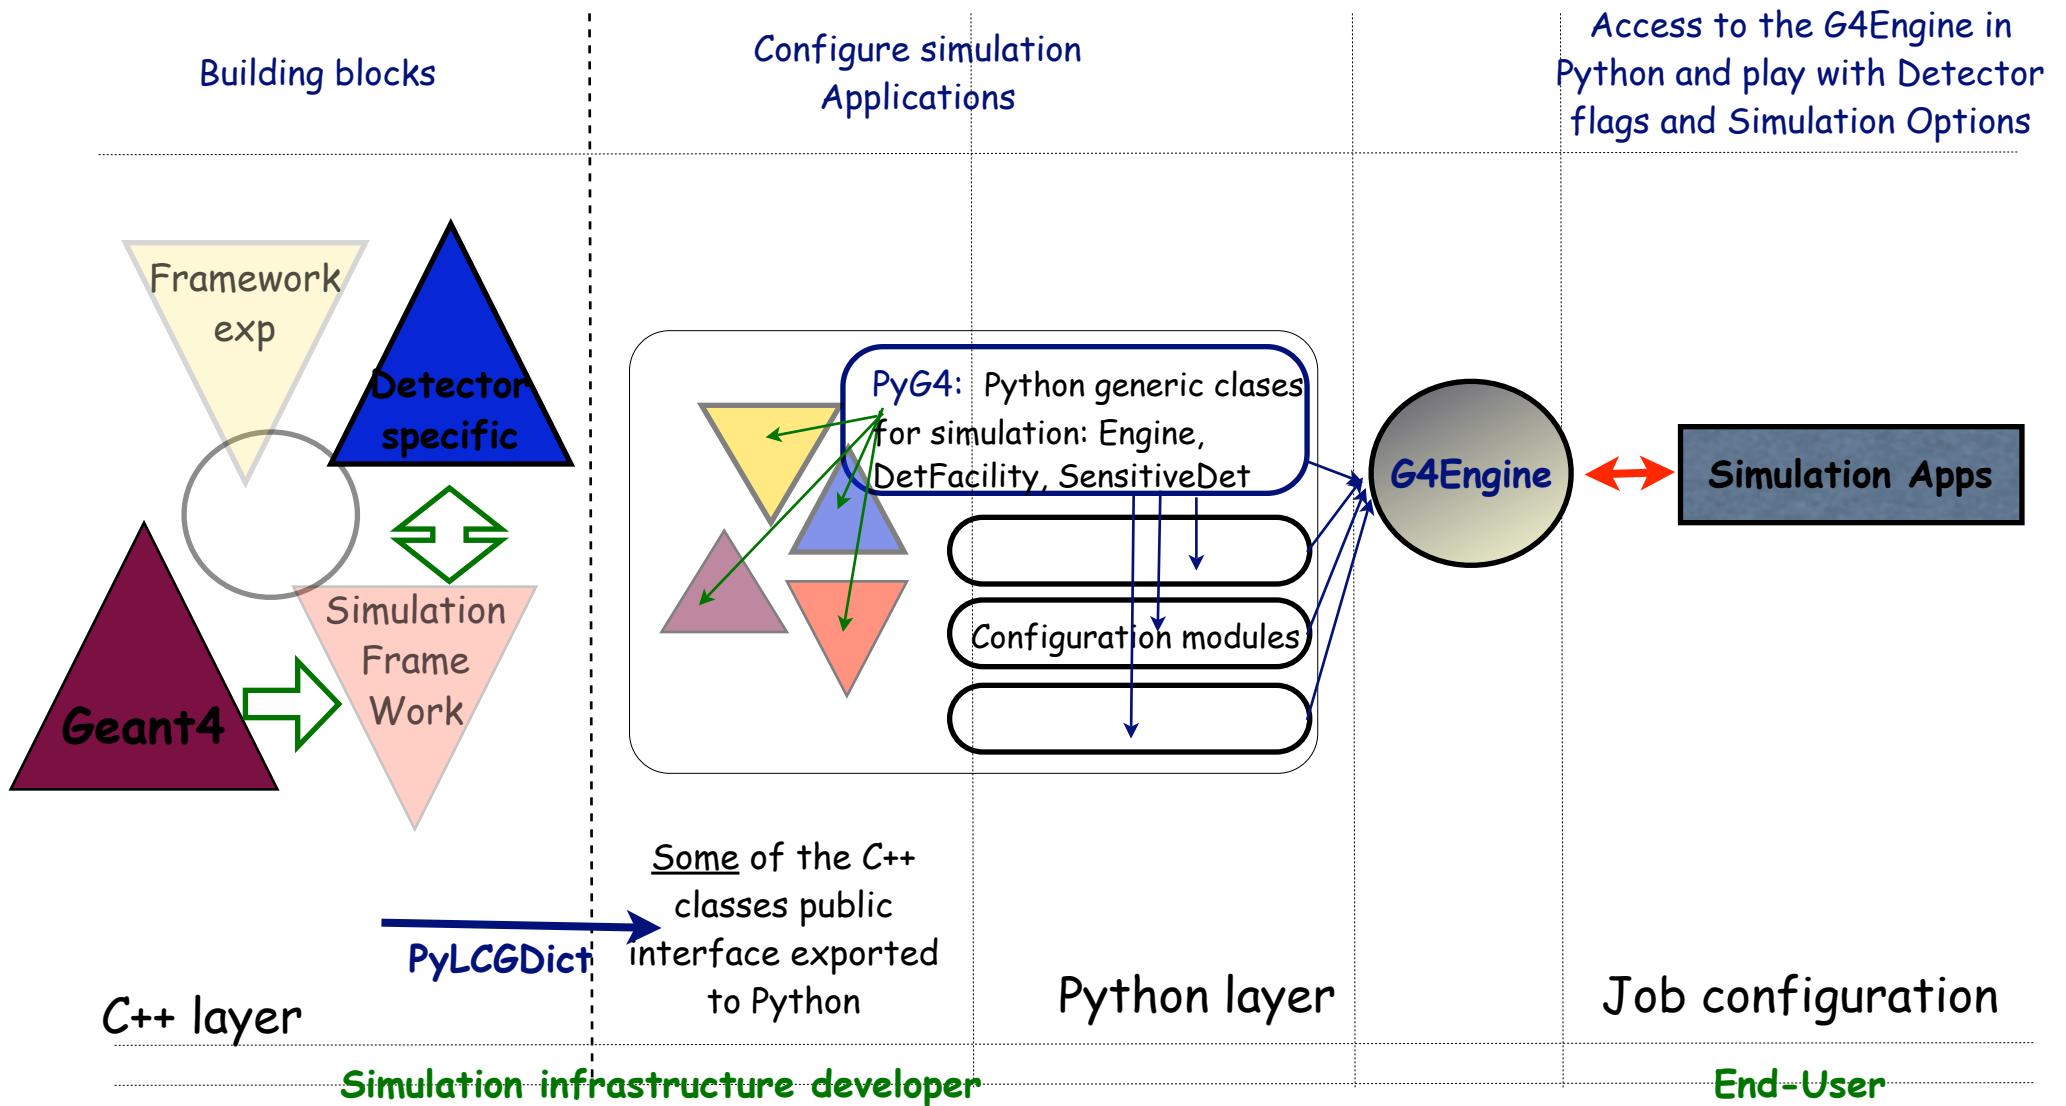 Building blocks
Configure simulation
Applications
Access to the G4Engine in
Python and play with Detector
flags and Simulation Options
Framework
exp
Detector
specific
Simulation
Frame
Work
Geant4
PyG4: Python generic clases
for simulation: Engine,
DetFacility, SensitiveDet
Configuration modules
G4Engine
Simulation Apps
PyLCGDict
Some of the C++
classes public
interface exported
to Python
C++ layer
Python layer
Job configuration
Simulation infrastructure developer
End-User